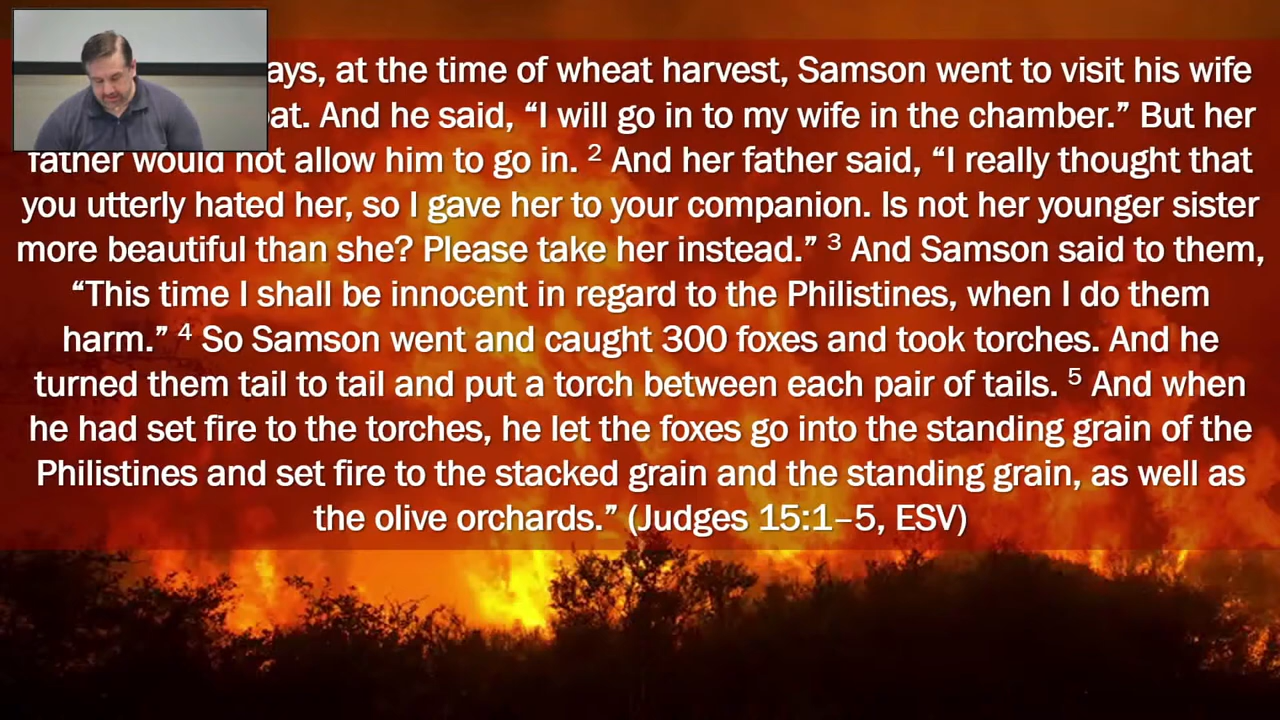 ays, at the time of wheat harvest, Samson went to visit his wife
oat. And he said, “I will go in to my wife in the chamber.” But her
father would not allow him to go in. ² And her father said, “I really thought that
you utterly hated her, so I gave her to your companion. Is not her younger sister
more beautiful than she? Please take her instead.” ³ And Samson said to them,
“This time I shall be innocent in regard to the Philistines, when I do them
harm.” ⁴ So Samson went and caught 300 foxes and took torches. And he
turned them tail to tail and put a torch between each pair of tails. ⁵ And when
he had set fire to the torches, he let the foxes go into the standing grain of the
Philistines and set fire to the stacked grain and the standing grain, as well as
the olive orchards.” (Judges 15:1–5, ESV)